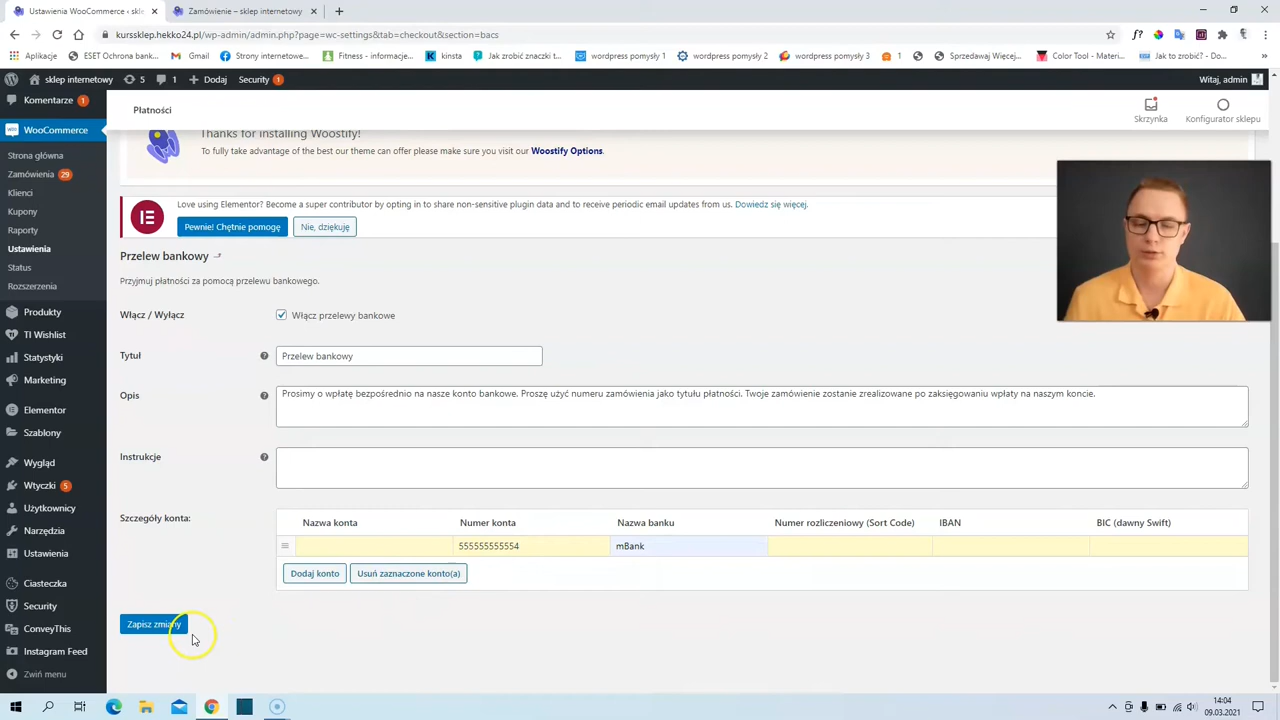 Ustawienia WooCommerce ‹ skle
Zamówienie – sklep internetowy
kurssklep.hekko24.pl/wp-admin/admin.php?page=wc-settings&tab=checkout&section=bacs
Aplikacje
ESET Ochrona bank...
Gmail
Strony internetowe...
Fitness - informacje,...
kinsta
Jak zrobić znaczki t...
wordpress pomysły 1
wordpress pomysły 2
wordpress pomysły 3
1
Sprzedawaj Więcej,...
Color Tool - Materi...
Jak to zrobić? - Do...
sklep internetowy
5
1
Dodaj
Security
1
Witaj, admin
Komentarze 1
WooCommerce
Strona główna
Zamówienia 29
Klienci
Kupony
Raporty
Ustawienia
Status
Rozszerzenia
Produkty
TI Wishlist
Statystyki
Marketing
Elementor
Szablony
Wygląd
Wtyczki 5
Użytkownicy
Narzędzia
Ustawienia
Ciasteczka
Security
ConveyThis
Instagram Feed
Zwiń menu
Płatności
Skrzynka
Konfigurator sklepu
Thanks for installing Woostify!
To fully take advantage of the best our theme can offer please make sure you visit our Woostify Options.
Love using Elementor? Become a super contributor by opting in to share non-sensitive plugin data and to receive periodic email updates from us. Dowiedz się więcej.
Pewnie! Chętnie pomogę
Nie, dziękuję
Przelew bankowy
Przyjmuj płatności za pomocą przelewu bankowego.
Włącz / Wyłącz
Włącz przelewy bankowe
Tytuł
Przelew bankowy
Opis
Prosimy o wpłatę bezpośrednio na nasze konto bankowe. Proszę użyć numeru zamówienia jako tytułu płatności. Twoje zamówienie zostanie zrealizowane po zaksięgowaniu wpłaty na naszym koncie.
Instrukcje
Szczegóły konta:
Nazwa konta
Numer konta
Nazwa banku
Numer rozliczeniowy (Sort Code)
IBAN
BIC (dawny Swift)
555555555554
mBank
Dodaj konto
Usuń zaznaczone konto(a)
Zapisz zmiany
14:04
09.03.2021